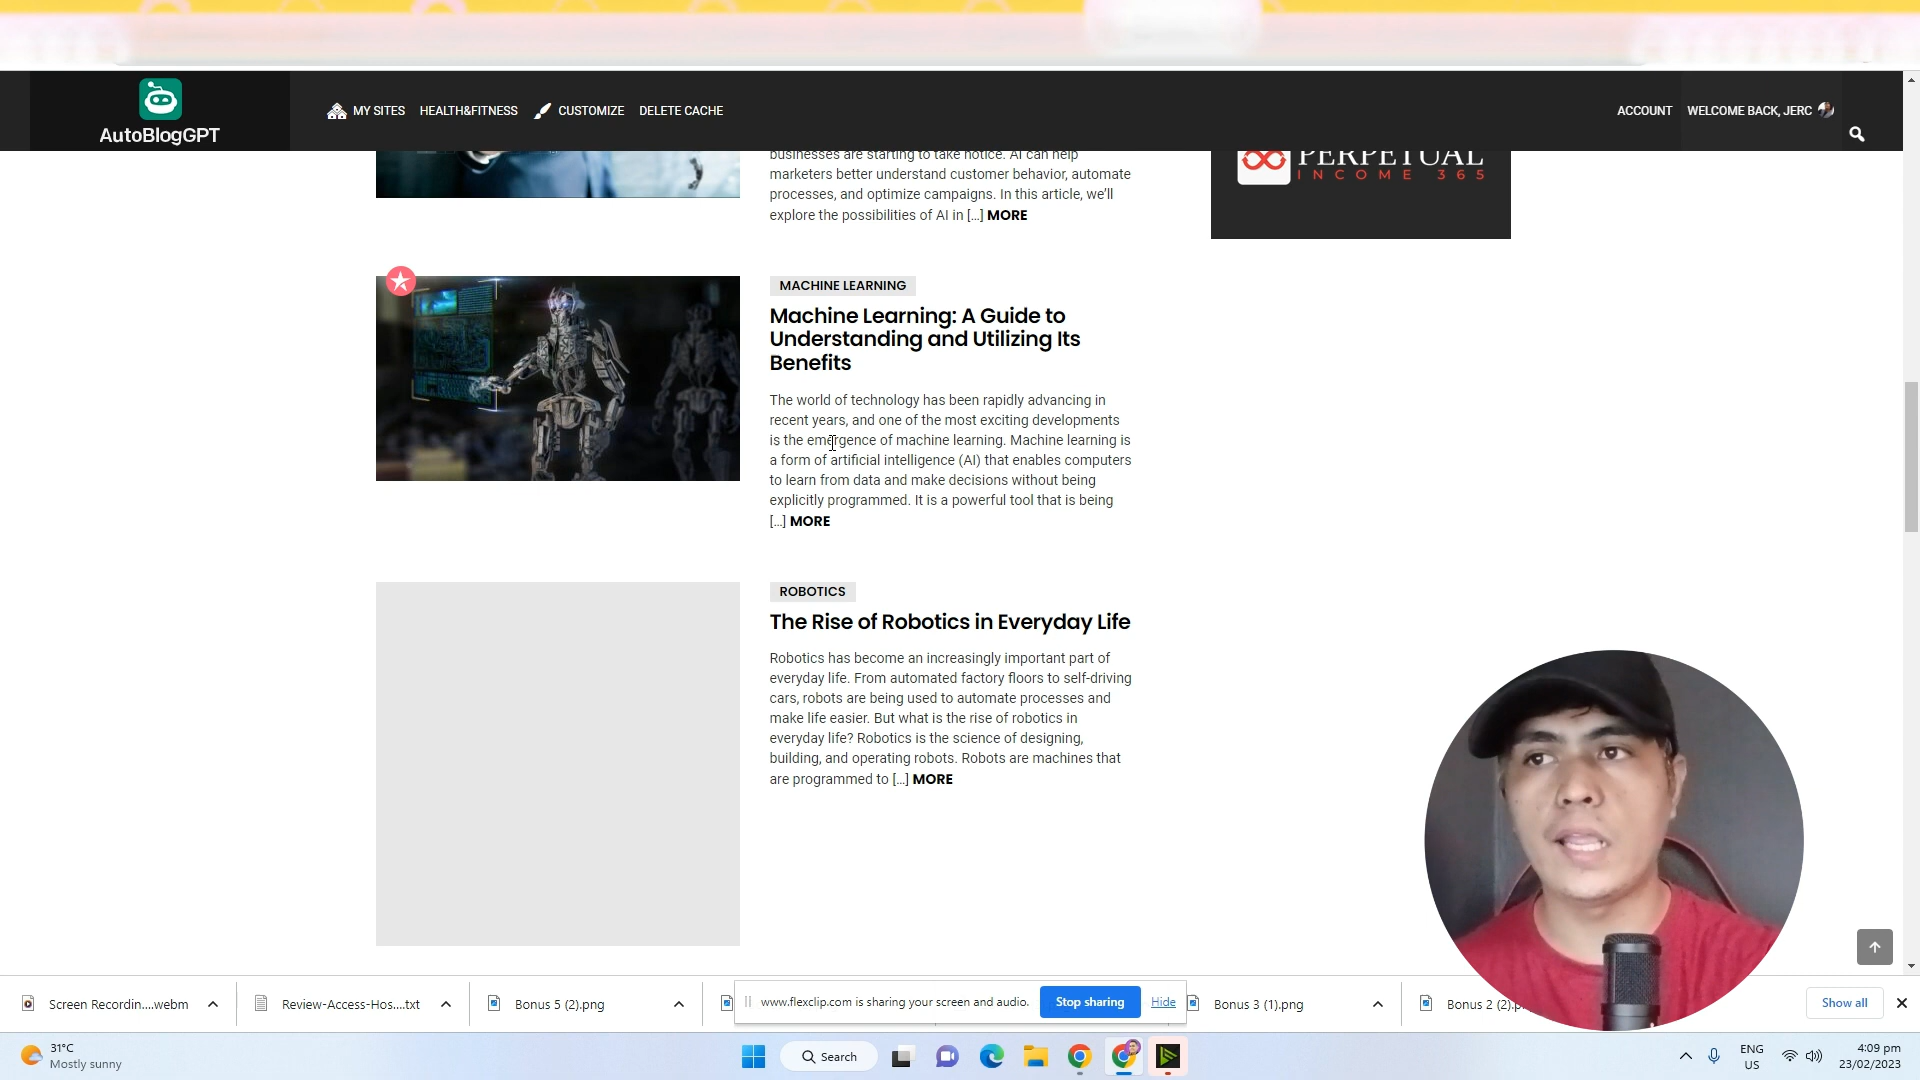 AutoBlogGPT
MY SITES
HEALTH&FITNESS
CUSTOMIZE
DELETE CACHE
ACCOUNT
WELCOME BACK, JERC
businesses are starting to take notice. AI can help
marketers better understand customer behavior, automate
processes, and optimize campaigns. In this article, we'll
explore the possibilities of AI in [...] MORE
PERPETUAL
INCOME 365
MACHINE LEARNING
Machine Learning: A Guide to
Understanding and Utilizing Its
Benefits
The world of technology has been rapidly advancing in
recent years, and one of the most exciting developments
is the emergence of machine learning. Machine learning is
a form of artificial intelligence (AI) that enables computers
to learn from data and make decisions without being
explicitly programmed. It is a powerful tool that is being
[...] MORE
ROBOTICS
The Rise of Robotics in Everyday Life
Robotics has become an increasingly important part of
everyday life. From automated factory floors to self-driving
cars, robots are being used to automate processes and
make life easier. But what is the rise of robotics in
everyday life? Robotics is the science of designing,
building, and operating robots. Robots are machines that
are programmed to [...] MORE
Screen Recordin....webm
Review-Access-Hos....txt
Bonus 5 (2).png
www.flexclip.com is sharing your screen and audio.
Stop sharing
Hide
Bonus 3 (1).png
Bonus 2 (2).p
Show all
31°C
Mostly sunny
Search
ENG
US
4:09 pm
23/02/2023